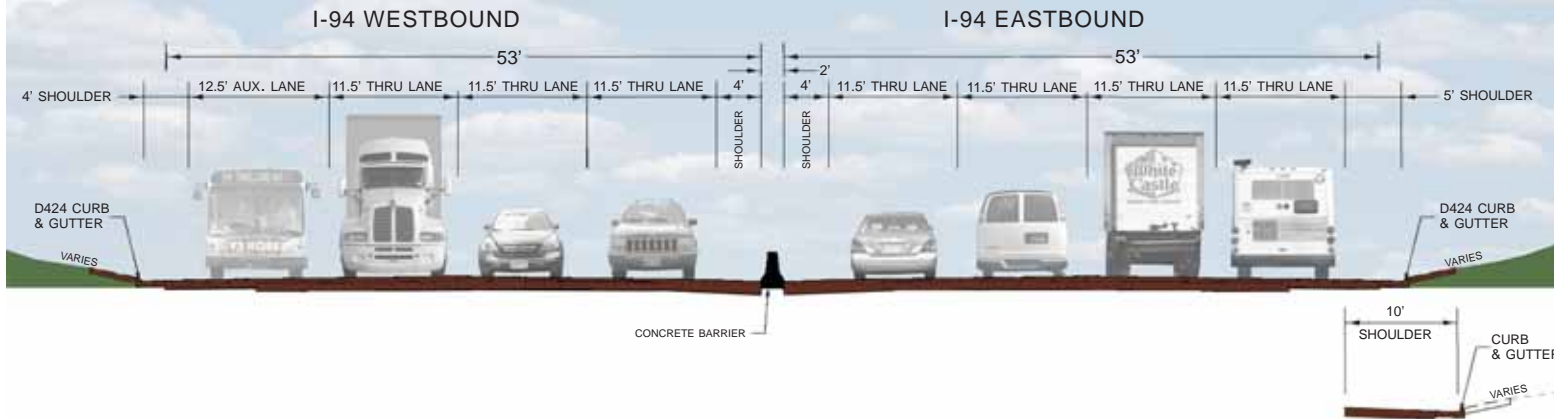 I-94 WESTBOUND
I-94 EASTBOUND
53'
53'
2'
4' SHOULDER
12.5' AUX. LANE
11.5' THRU LANE
11.5' THRU LANE
11.5' THRU LANE
4'
SHOULDER
4'
SHOULDER
11.5' THRU LANE
11.5' THRU LANE
11.5' THRU LANE
11.5' THRU LANE
5' SHOULDER
White
Castle
D424 CURB
& GUTTER
VARIES
D424 CURB
& GUTTER
VARIES
CONCRETE BARRIER
10'
SHOULDER
CURB
& GUTTER
VARIES